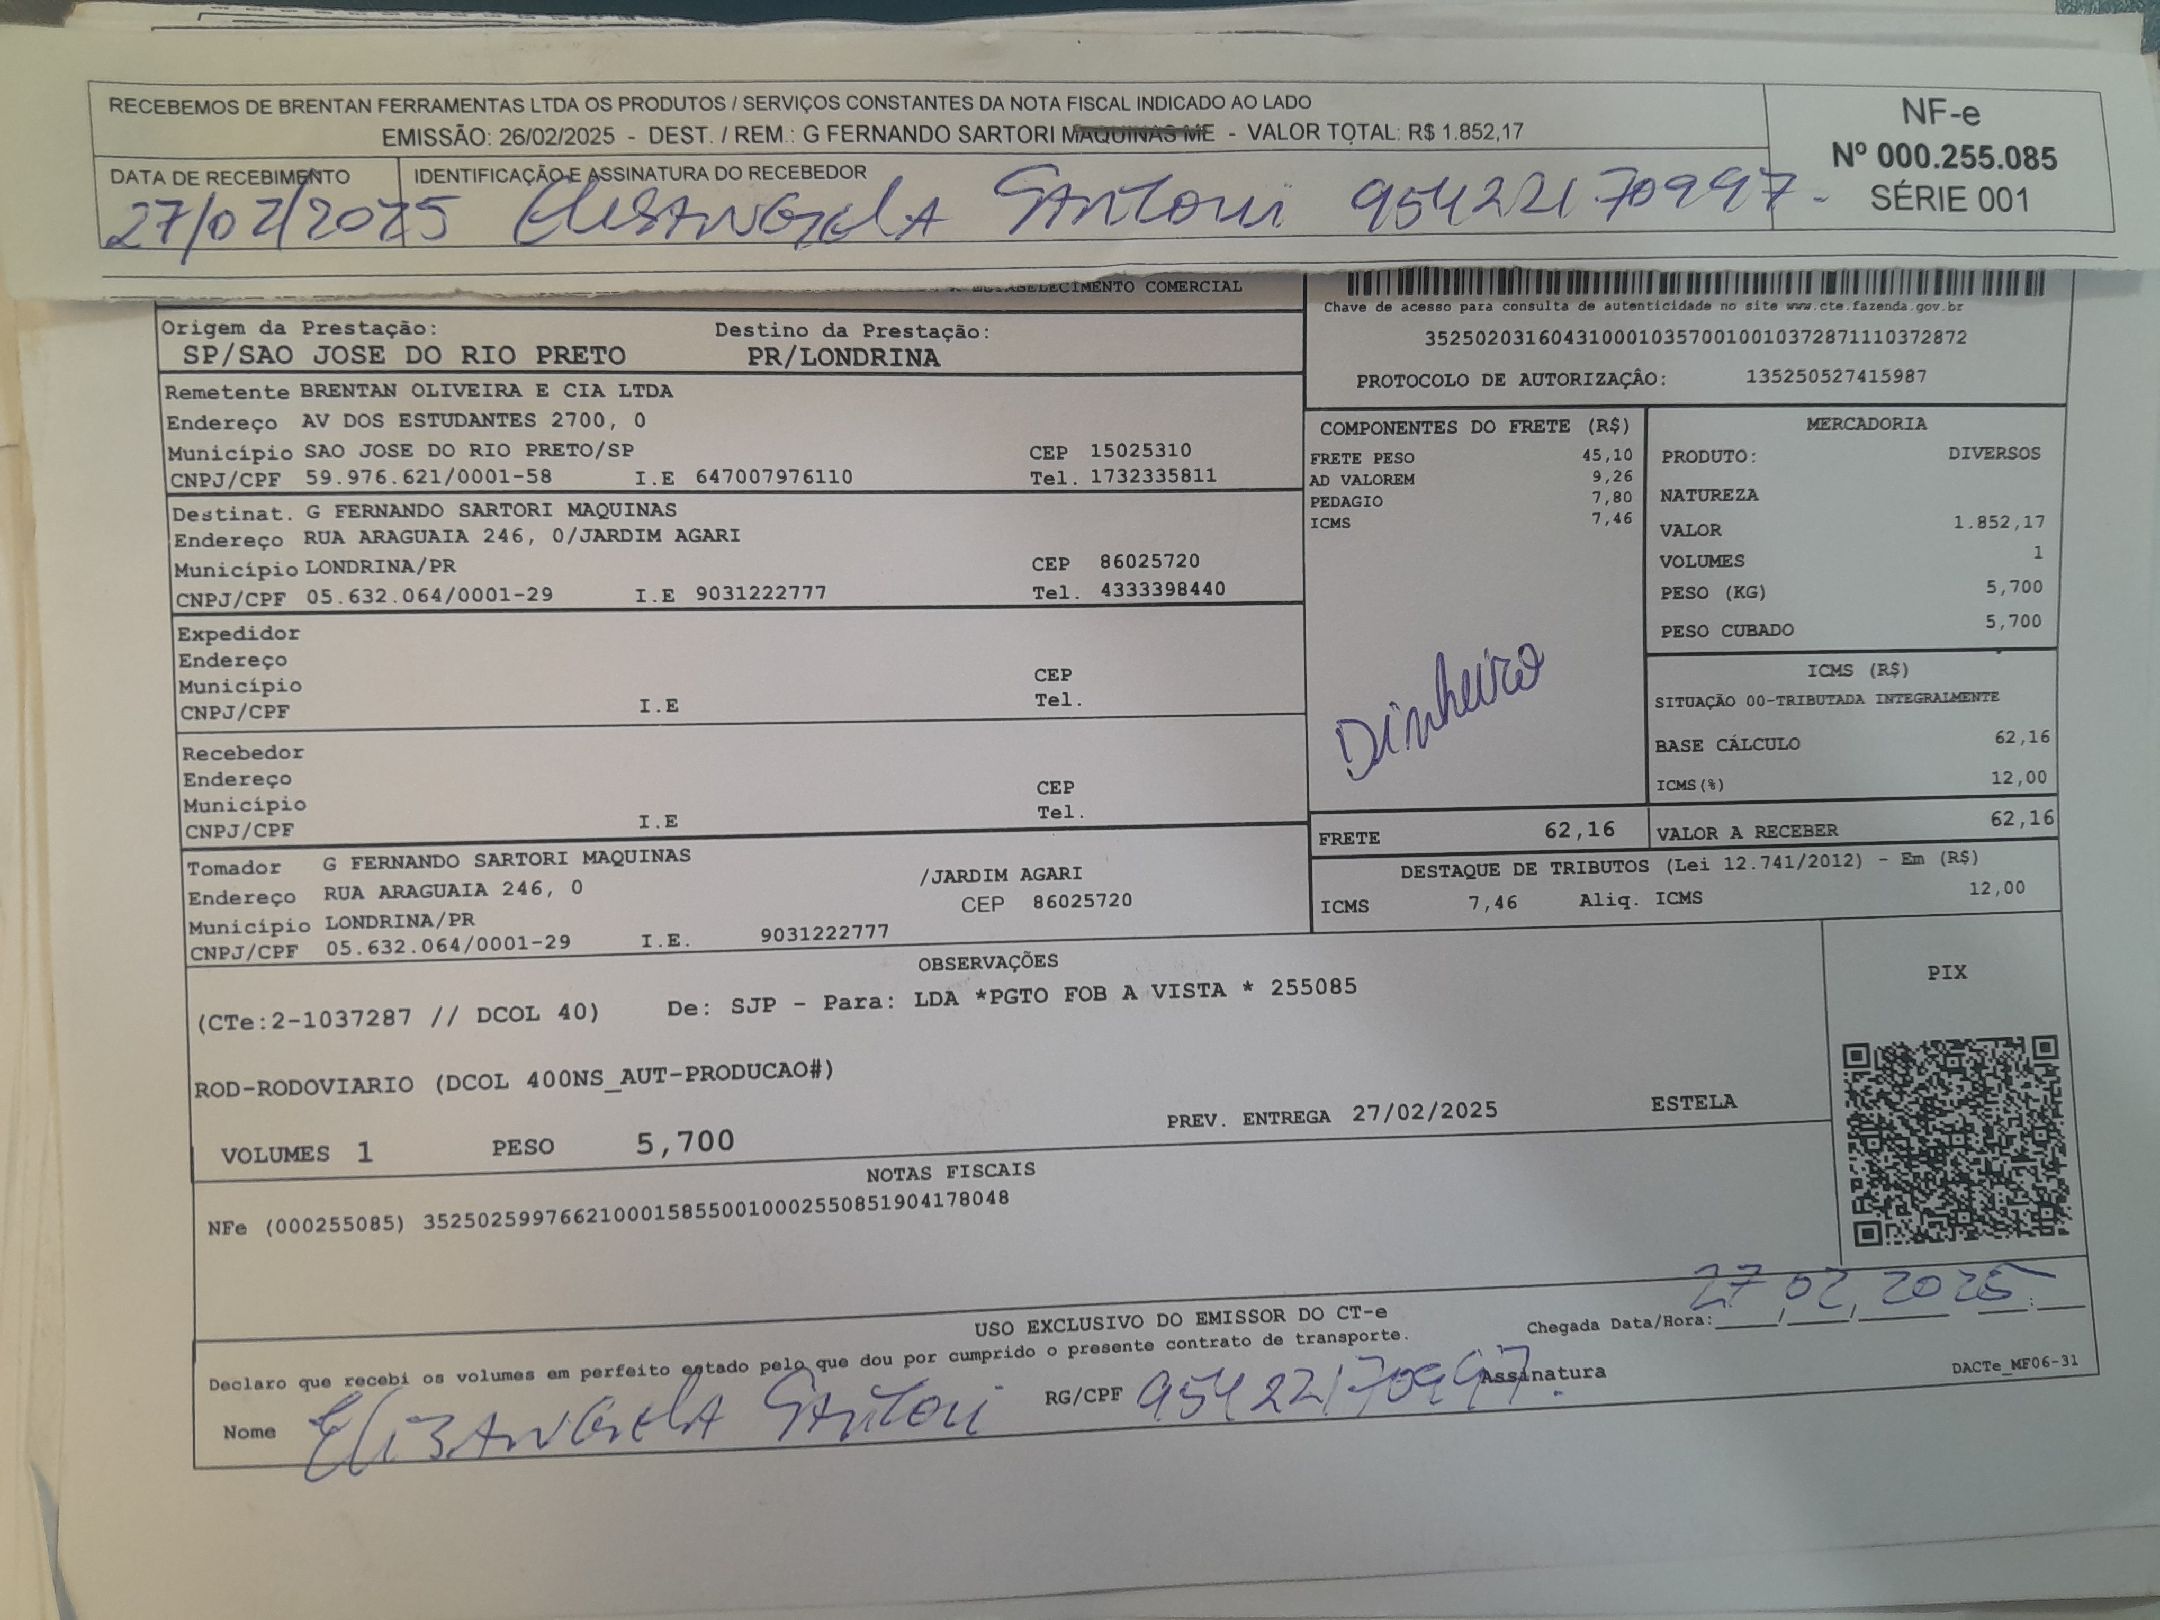 RECEBEMOS DE BRENTAN FERRAMENTAS LTDA OS PRODUTOS / SERVIÇOS CONSTANTES DA NOTA FISCAL INDICADO AO LADO
EMISSÃO: 26/02/2025 - DEST. / REM.: G FERNANDO SARTORI MAQUINAS ME - VALOR TOTAL: R$ 1.852,17
NF-e
Nº 000.255.085
SÉRIE 001
DATA DE RECEBIMENTO
IDENTIFICAÇÃO E ASSINATURA DO RECEBEDOR
27/02/2025 ElisANGelA SARTori 95422170997.
ESTABELECIMENTO COMERCIAL
Chave de acesso para consulta de autenticidade no site www.cte.fazenda.gov.br
35250203160431000103570010010372871110372872
PROTOCOLO DE AUTORIZAÇÂO: 135250527415987
Origem da Prestação: Destino da Prestação:
SP/SAO JOSE DO RIO PRETO PR/LONDRINA
Remetente BRENTAN OLIVEIRA E CIA LTDA
Endereço AV DOS ESTUDANTES 2700, 0
Município SAO JOSE DO RIO PRETO/SP CEP 15025310
CNPJ/CPF 59.976.621/0001-58 I.E 647007976110 Tel. 1732335811
Destinat. G FERNANDO SARTORI MAQUINAS
Endereço RUA ARAGUAIA 246, 0/JARDIM AGARI
Município LONDRINA/PR CEP 86025720
CNPJ/CPF 05.632.064/0001-29 I.E 9031222777 Tel. 4333398440
Expedidor
Endereço
Município CEP
CNPJ/CPF I.E Tel.
Recebedor
Endereço
Município CEP
CNPJ/CPF I.E Tel.
Tomador G FERNANDO SARTORI MAQUINAS
Endereço RUA ARAGUAIA 246, 0 /JARDIM AGARI
Município LONDRINA/PR CEP 86025720
CNPJ/CPF 05.632.064/0001-29 I.E. 9031222777
COMPONENTES DO FRETE (R$)
FRETE PESO 45,10
AD VALOREM 9,26
PEDAGIO 7,80
ICMS 7,46
Dinheiro
FRETE 62,16
MERCADORIA
PRODUTO: DIVERSOS
NATUREZA
VALOR 1.852,17
VOLUMES 1
PESO (KG) 5,700
PESO CUBADO 5,700
ICMS (R$)
SITUAÇÃO 00-TRIBUTADA INTEGRALMENTE
BASE CÁLCULO 62,16
ICMS(%) 12,00
VALOR A RECEBER 62,16
DESTAQUE DE TRIBUTOS (Lei 12.741/2012) - Em (R$)
ICMS 7,46 Aliq. ICMS 12,00
OBSERVAÇÕES
(CTe:2-1037287 // DCOL 40) De: SJP - Para: LDA *PGTO FOB A VISTA * 255085
ROD-RODOVIARIO (DCOL 400NS_AUT-PRODUCAO#)
PREV. ENTREGA 27/02/2025 ESTELA
VOLUMES 1 PESO 5,700
PIX
NOTAS FISCAIS
NFe (000255085) 35250259976621000158550010002550851904178048
USO EXCLUSIVO DO EMISSOR DO CT-e
Declaro que recebi os volumes em perfeito estado pelo que dou por cumprido o presente contrato de transporte.
Chegada Data/Hora: 27/02/2025 :
Nome ElisANGelA SARTori RG/CPF 95422170997. Assinatura
DACTe_MF06-31